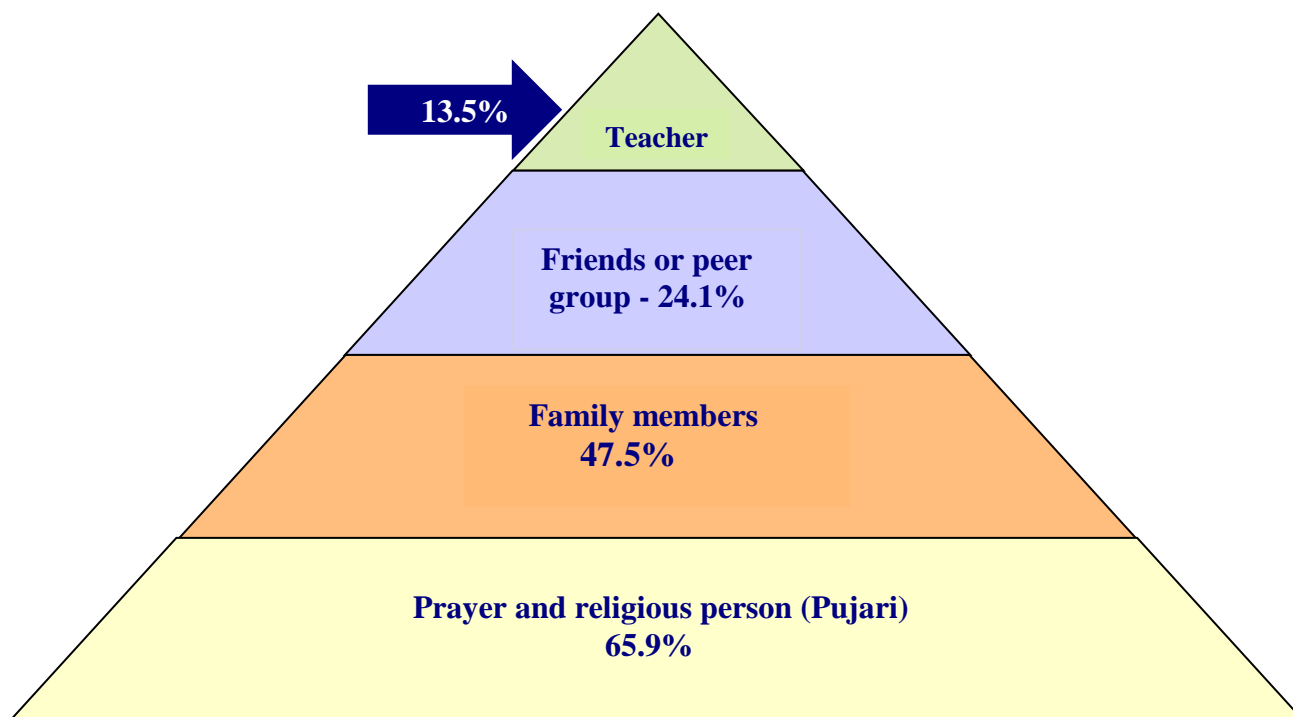 13.5%
Teacher
Friends or peer
group - 24.1%
Family members
47.5%
Prayer and religious person (Pujari)
65.9%